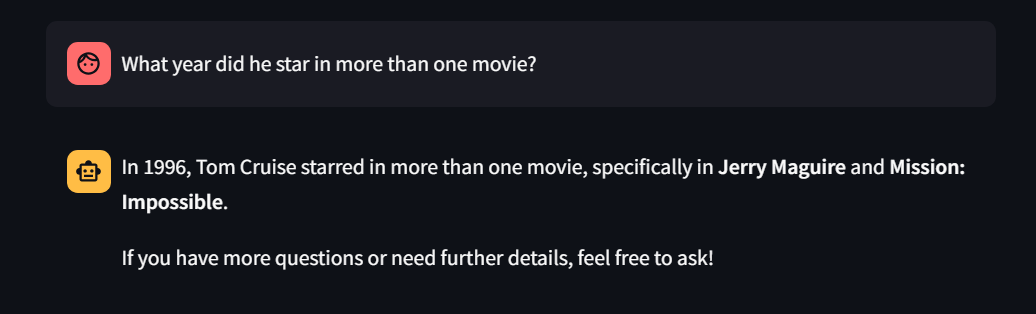 What year did he star in more than one movie?
In 1996, Tom Cruise starred in more than one movie, specifically in Jerry Maguire and Mission:
Impossible.
If you have more questions or need further details, feel free to ask!